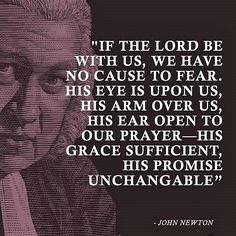 "IF THE LORD BE
WITH US, WE HAVE
NO CAUSE TO FEAR.
HIS EYE IS UPON US,
HIS ARM OVER US,
HIS EAR OPEN TO
OUR PRAYER—HIS
GRACE SUFFICIENT,
HIS PROMISE
UNCHANGABLE”
- JOHN NEWTON